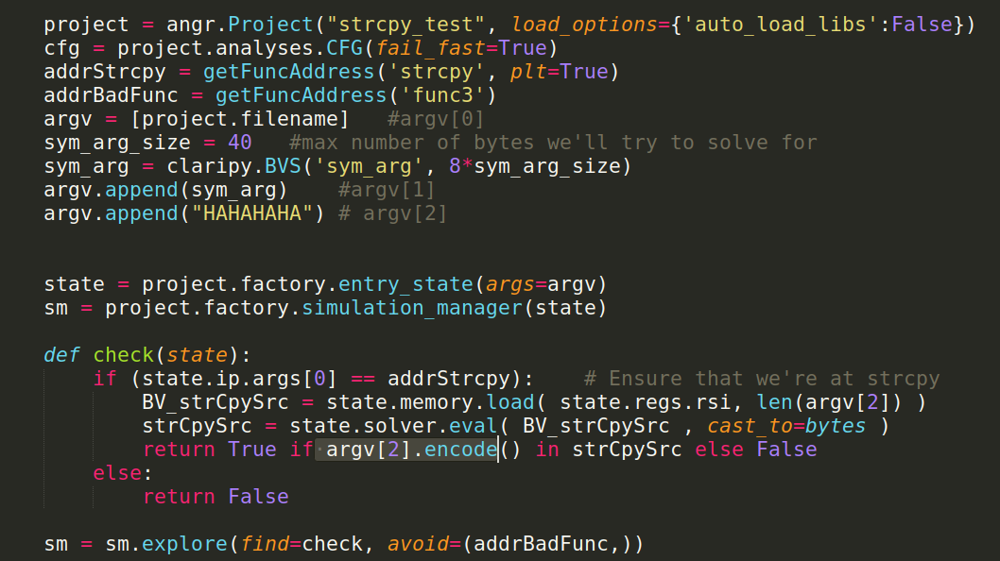 project = angr.Project("strcpy_test", load_options={'auto_load_libs':False})
cfg = project.analyses.CFG(fail_fast=True)
addrStrcpy = getFuncAddress('strcpy', plt=True)
addrBadFunc = getFuncAddress('func3')
argv = [project.filename]   #argv[0]
sym_arg_size = 40   #max number of bytes we'll try to solve for
sym_arg = claripy.BVS('sym_arg', 8*sym_arg_size)
argv.append(sym_arg)    #argv[1]
argv.append("HAHAHAHA") # argv[2]
state = project.factory.entry_state(args=argv)
sm = project.factory.simulation_manager(state)
def check(state):
    if (state.ip.args[0] == addrStrcpy):    # Ensure that we're at strcpy
        BV_strCpySrc = state.memory.load( state.regs.rsi, len(argv[2]) )
        strCpySrc = state.solver.eval( BV_strCpySrc , cast_to=bytes )
        return True if argv[2].encode() in strCpySrc else False
    else:
        return False
sm = sm.explore(find=check, avoid=(addrBadFunc,))